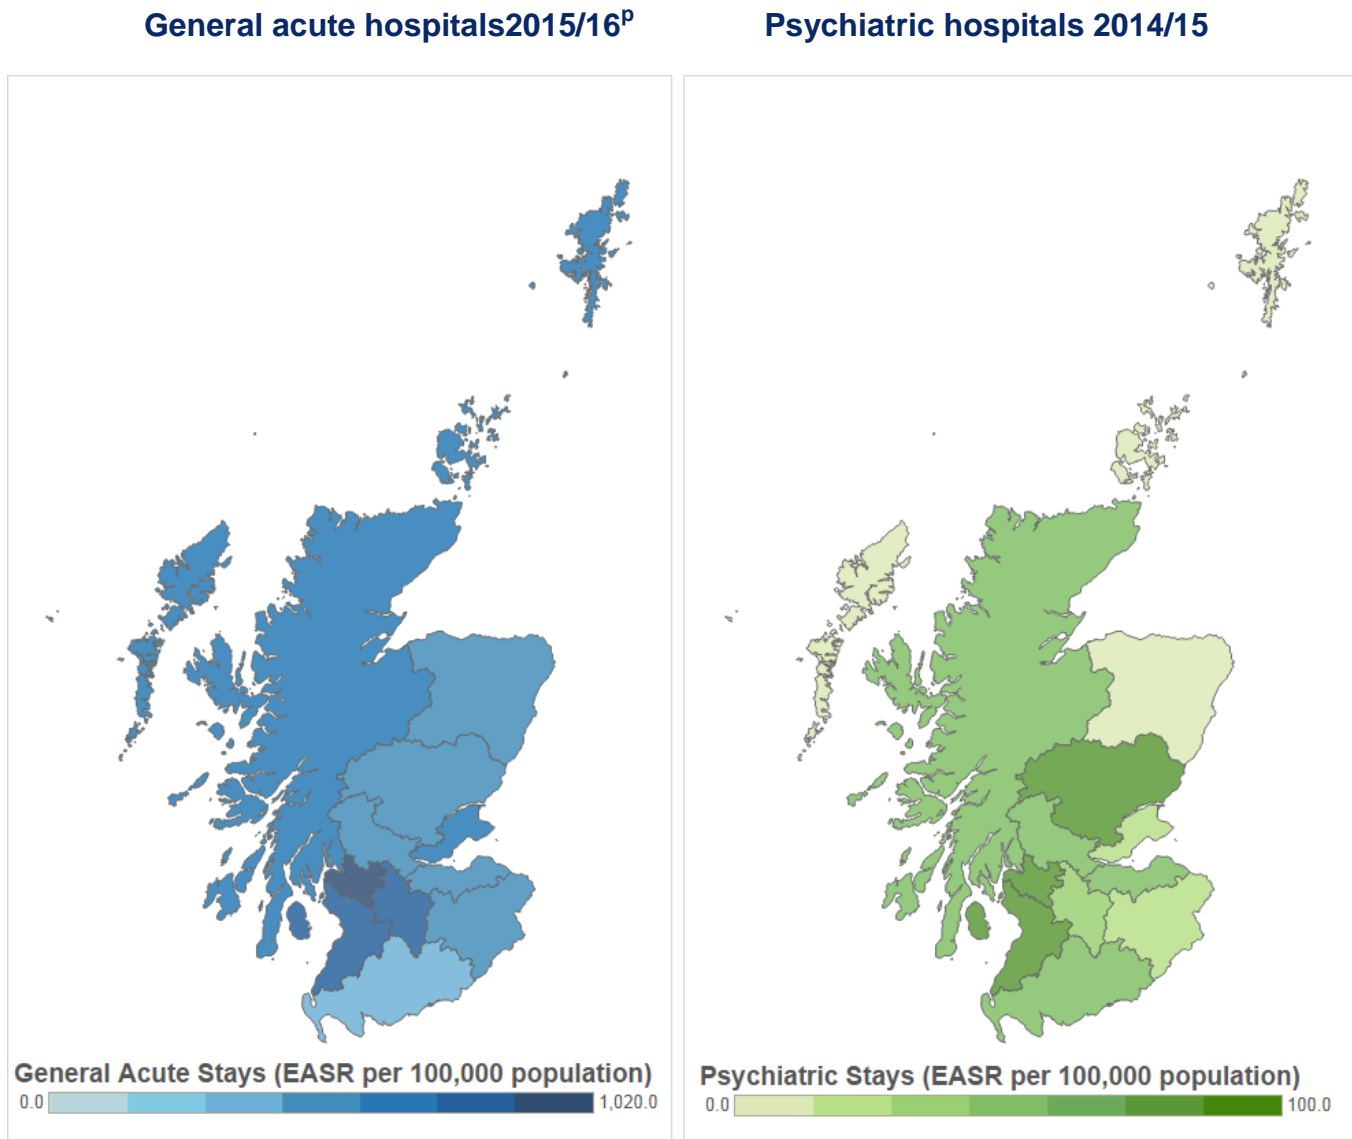 General acute hospitals2015/16ᵖ
Psychiatric hospitals 2014/15
General Acute Stays (EASR per 100,000 population)
0.0 1,020.0
Psychiatric Stays (EASR per 100,000 population)
0.0 100.0